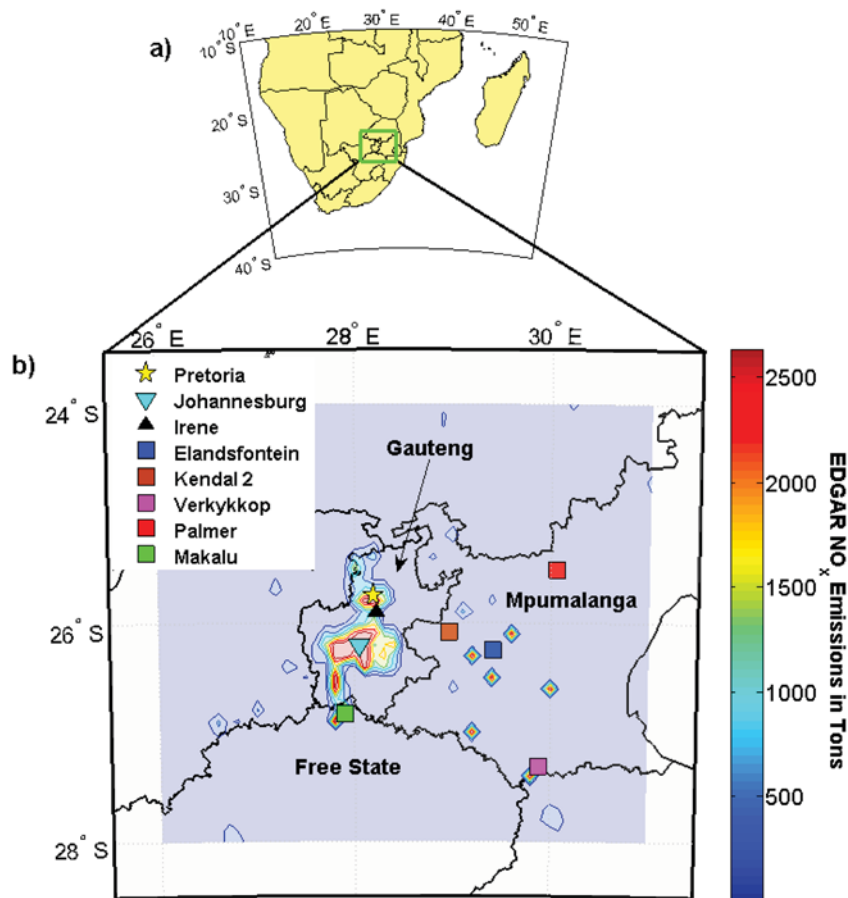 a)
10° E
20° E
30° E
40° E
50° E
10° S
20° S
30° S
40° S
b)
26° E
28° E
30° E
24° S
26° S
28° S
Pretoria
Johannesburg
Irene
Elandsfontein
Kendal 2
Verkykkop
Palmer
Makalu
Gauteng
Mpumalanga
Free State
2500
2000
1500
1000
500
EDGAR NOx Emissions in Tons